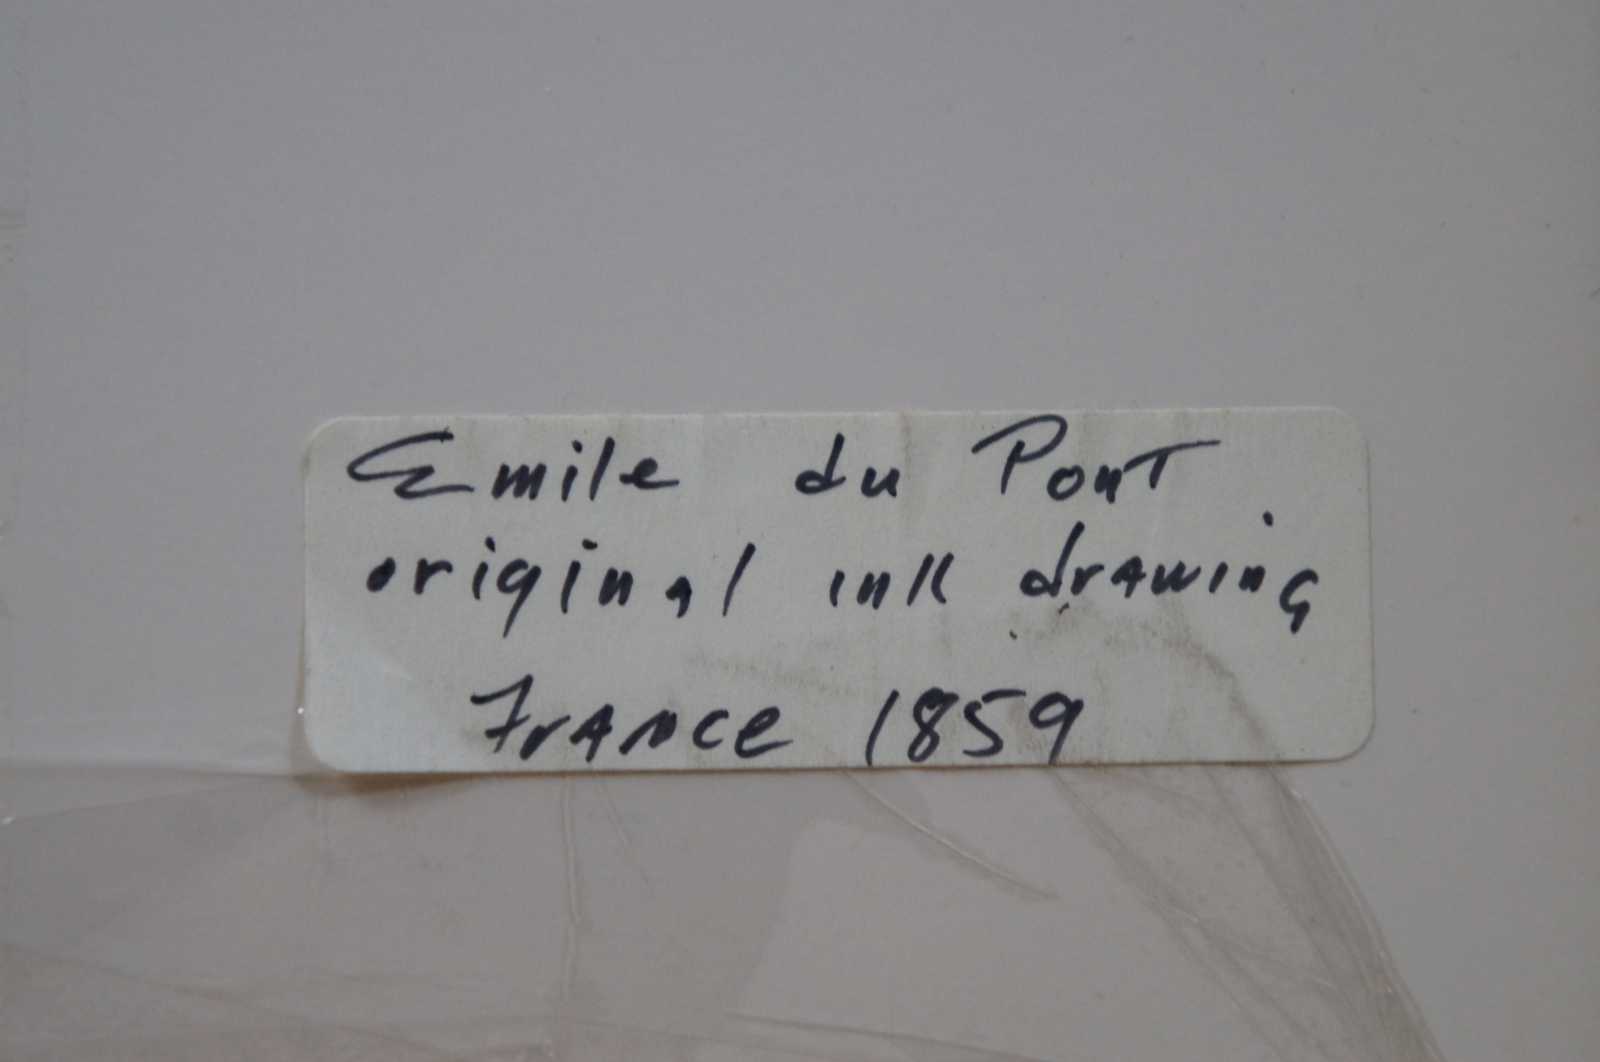 Emile du Pont
original ink drawing
France 1859